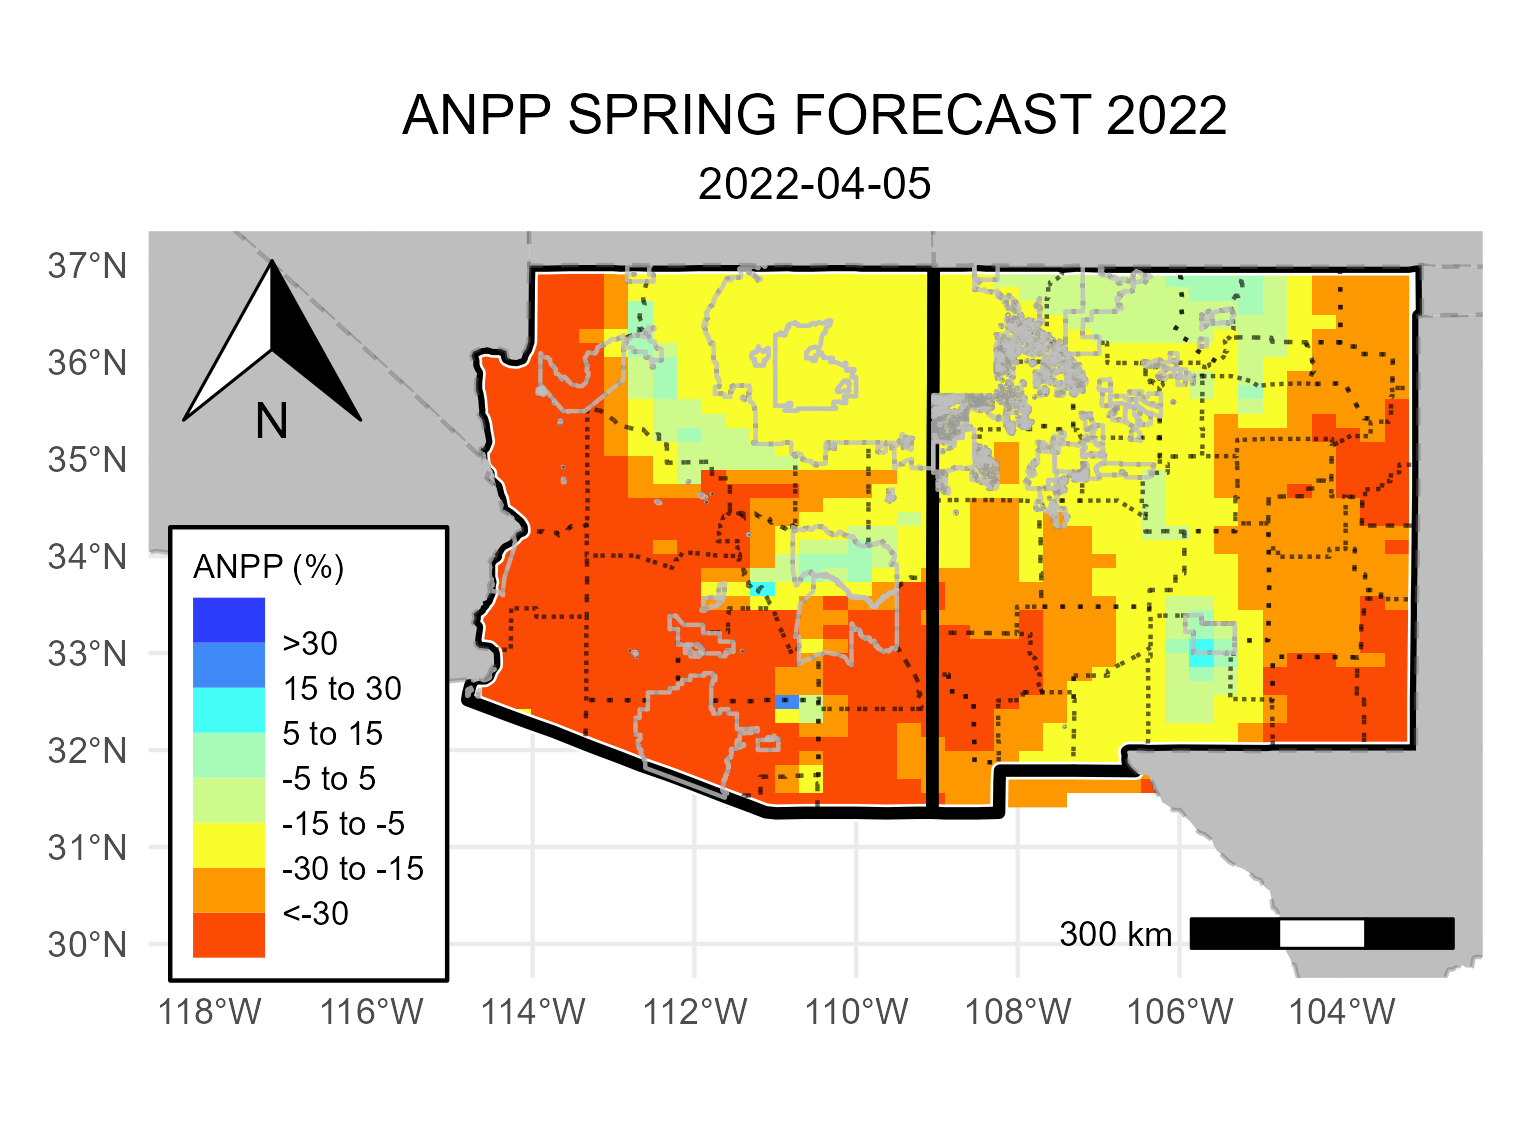 ANPP SPRING FORECAST 2022
2022-04-05
37°N
36°N
35°N
34°N
33°N
32°N
31°N
30°N
N
ANPP (%)
>30
15 to 30
5 to 15
-5 to 5
-15 to -5
-30 to -15
<-30
300 km
118°W 116°W 114°W 112°W 110°W 108°W 106°W 104°W